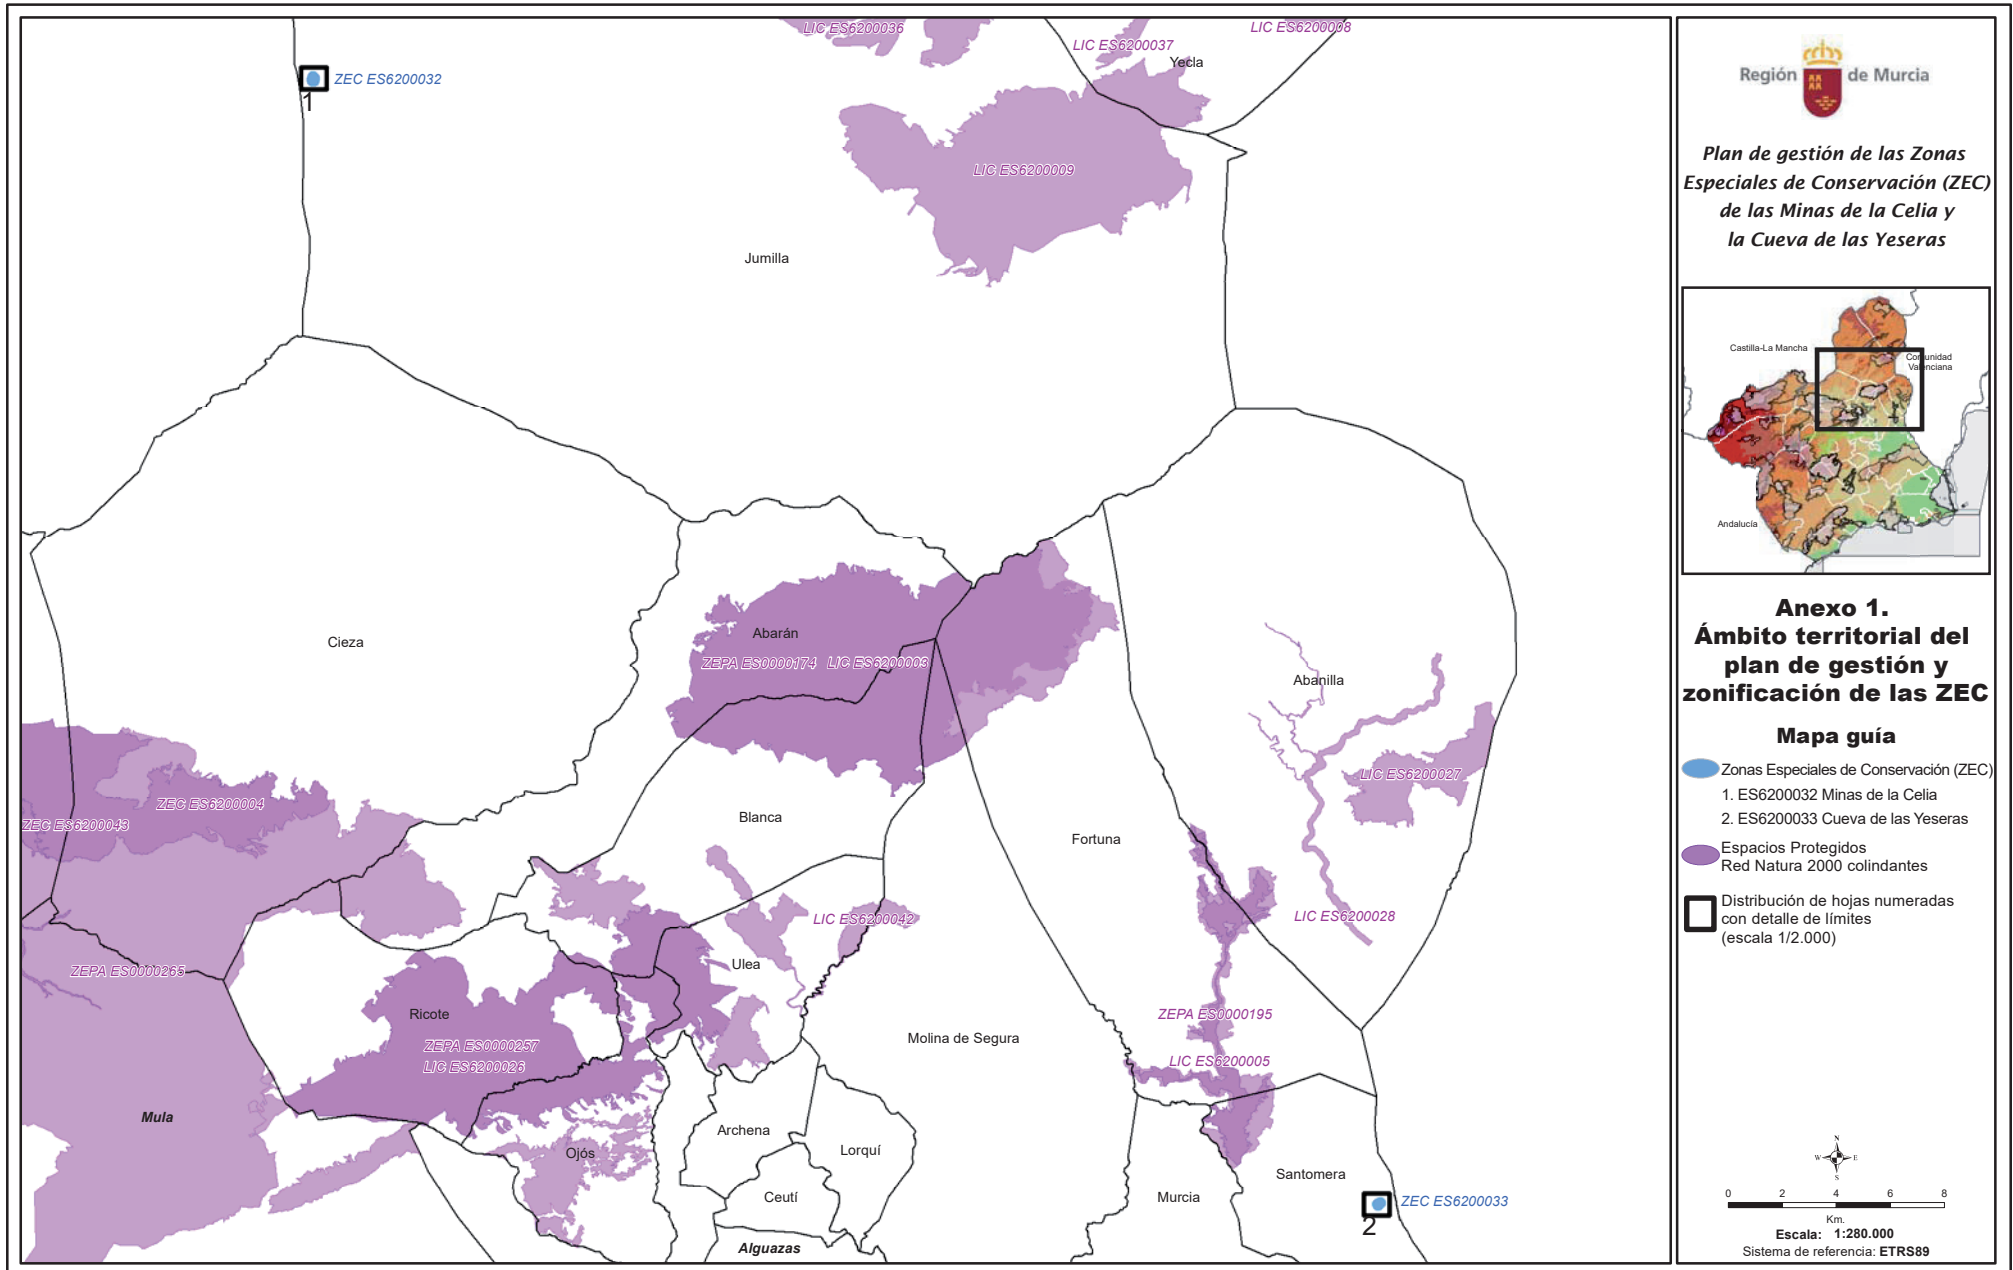 LIC ES6200036
LIC ES6200037
LIC ES6200008
Yecla
ZEC ES6200032
1
LIC ES6200009
Jumilla
Cieza
Abarán
ZEPA ES0000174 LIC ES6200003
Abanilla
LIC ES6200027
ZEC ES6200004
ZEC ES6200043
Blanca
Fortuna
LIC ES6200042
LIC ES6200028
Ulea
ZEPA ES0000265
Ricote
ZEPA ES0000195
Molina de Segura
ZEPA ES0000257
LIC ES6200026
LIC ES6200005
Mula
Archena
Lorquí
Ojós
Santomera
Ceutí
Murcia
ZEC ES6200033
2
Alguazas
Región de Murcia
Plan de gestión de las Zonas
Especiales de Conservación (ZEC)
de las Minas de la Celia y
la Cueva de las Yeseras
Castilla-La Mancha
Comunidad
Valenciana
Andalucía
Anexo 1.
Ámbito territorial del
plan de gestión y
zonificación de las ZEC
Mapa guía
Zonas Especiales de Conservación (ZEC)
1. ES6200032 Minas de la Celia
2. ES6200033 Cueva de las Yeseras
Espacios Protegidos
Red Natura 2000 colindantes
Distribución de hojas numeradas
con detalle de límites
(escala 1/2.000)
N
W E
S
0 2 4 6 8
Km.
Escala: 1:280.000
Sistema de referencia: ETRS89